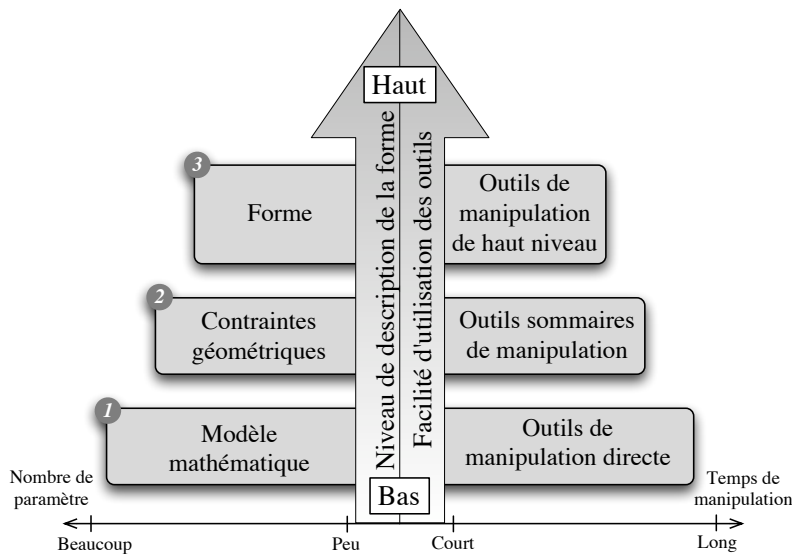 Haut
Niveau de description de la forme
Facilité d'utilisation des outils
3
Forme
Outils de
manipulation
de haut niveau
2
Contraintes
géométriques
Outils sommaires
de manipulation
1
Modèle
mathématique
Outils de
manipulation directe
Bas
Nombre de
paramètre
Temps de
manipulation
Beaucoup
Peu
Court
Long